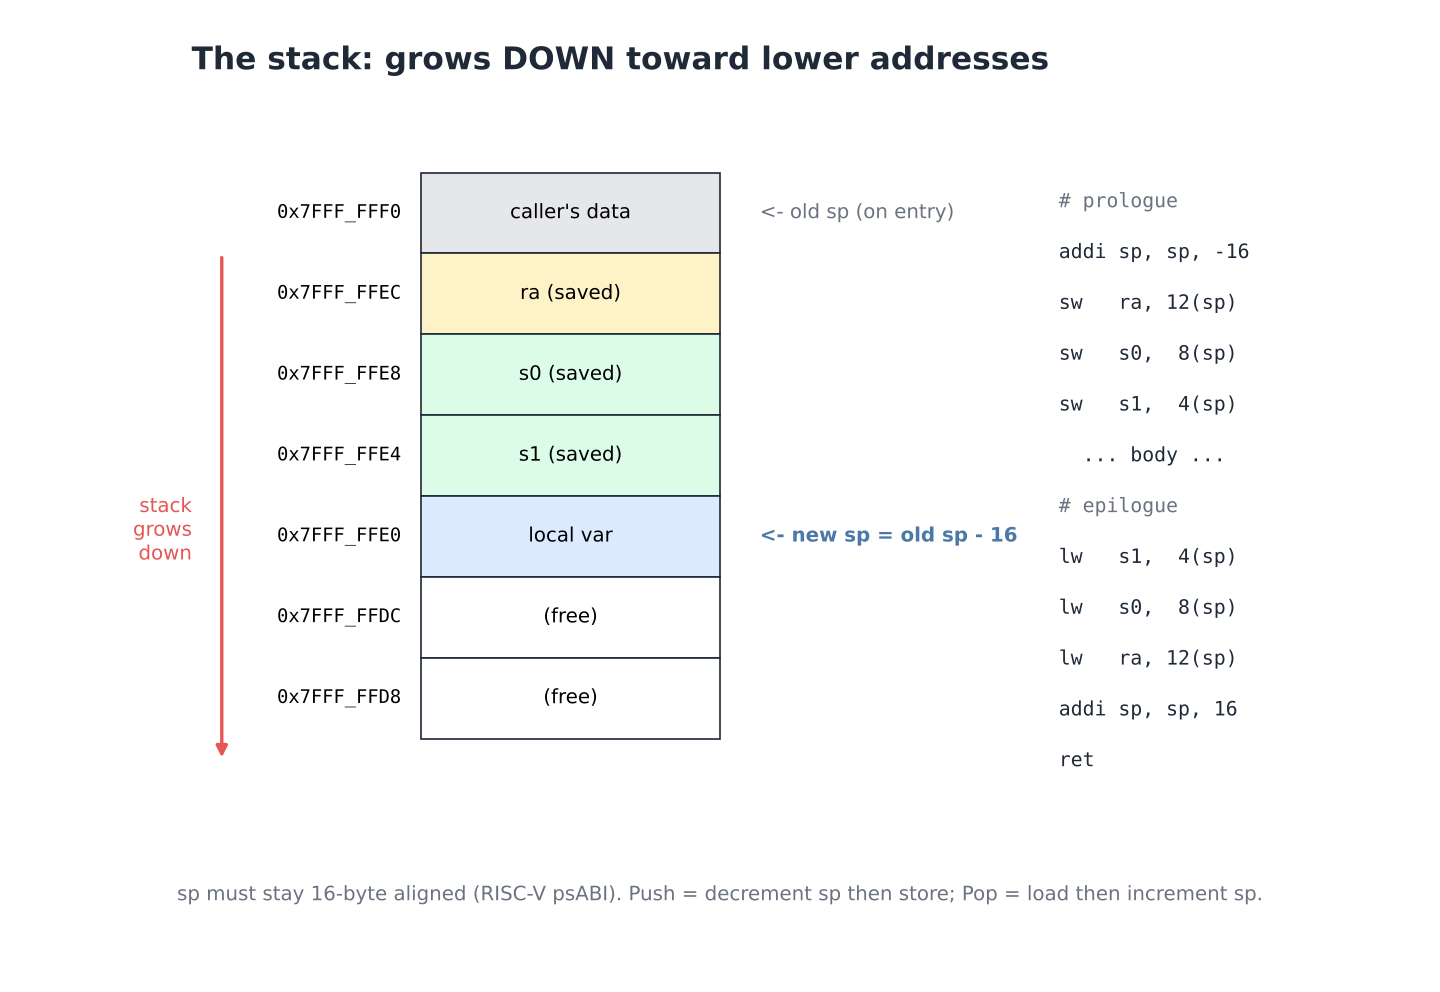 The stack: grows DOWN toward lower addresses
0x7FFF_FFF0
caller's data
<- old sp (on entry)
0x7FFF_FFEC
ra (saved)
0x7FFF_FFE8
s0 (saved)
0x7FFF_FFE4
s1 (saved)
0x7FFF_FFE0
local var
<- new sp = old sp - 16
0x7FFF_FFDC
(free)
0x7FFF_FFD8
(free)
stack
grows
down
# prologue
addi sp, sp, -16
sw   ra, 12(sp)
sw   s0,  8(sp)
sw   s1,  4(sp)
  ... body ...
# epilogue
lw   s1,  4(sp)
lw   s0,  8(sp)
lw   ra, 12(sp)
addi sp, sp, 16
ret
sp must stay 16-byte aligned (RISC-V psABI). Push = decrement sp then store; Pop = load then increment sp.